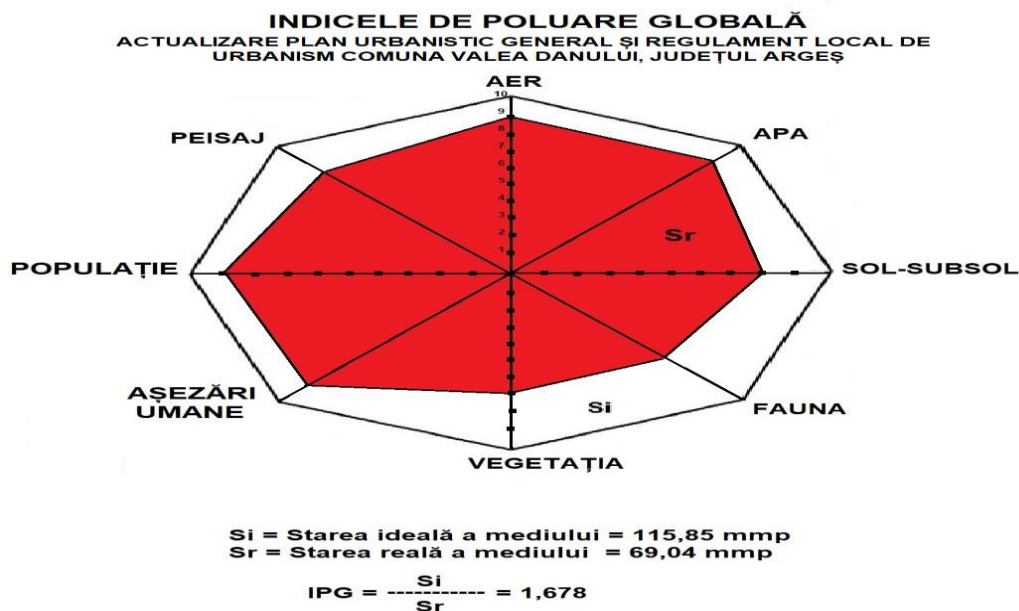 INDICELE DE POLUARE GLOBALĂ
ACTUALIZARE PLAN URBANISTIC GENERAL ȘI REGULAMENT LOCAL DE
URBANISM COMUNA VALEA DANULUI, JUDEȚUL ARGEȘ
AER
10
9
8
7
6
5
4
3
2
1
PEISAJ
APA
Sr
POPULAȚIE
SOL-SUBSOL
AȘEZĂRI
UMANE
Si
FAUNA
VEGETAȚIA
Si = Starea ideală a mediului = 115,85 mmp
Sr = Starea reală a mediului = 69,04 mmp
Si
IPG = ----------- = 1,678
Sr